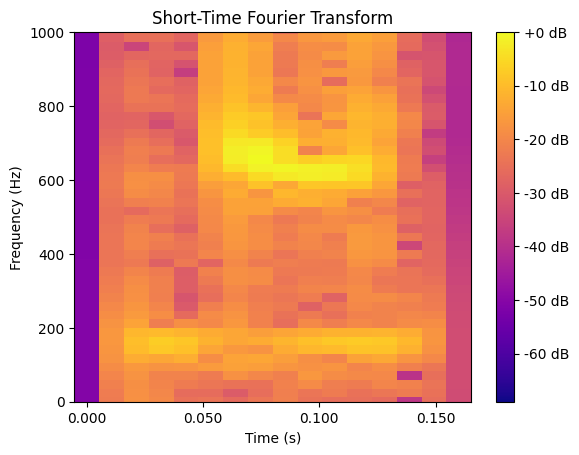 Short-Time Fourier Transform
1000
800
600
400
200
0
Frequency (Hz)
0.000
0.050
0.100
0.150
Time (s)
+0 dB
-10 dB
-20 dB
-30 dB
-40 dB
-50 dB
-60 dB